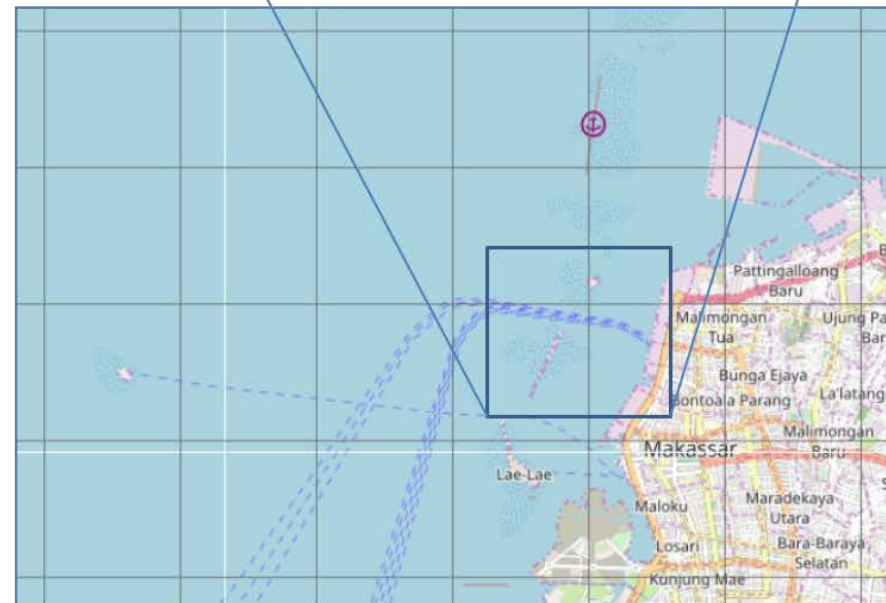 Pattingalloang
Baru
Malimongan
Tua
Ujung Pa
Bar
Bunga Ejaya
La'latang
Bontoala Parang
Malimongan
Baru
Makassar
Lae-Lae
Maradekaya
Utara
Maloku
Bara-Baraya
Selatan
Losari
Kunjung Mae